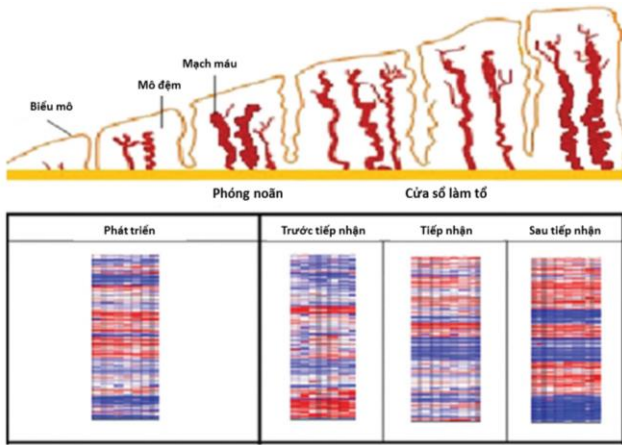 Mạch máu
Mô đệm
Biểu mô
Phóng noãn
Cửa sổ làm tổ
Phát triển
Trước tiếp nhận
Tiếp nhận
Sau tiếp nhận